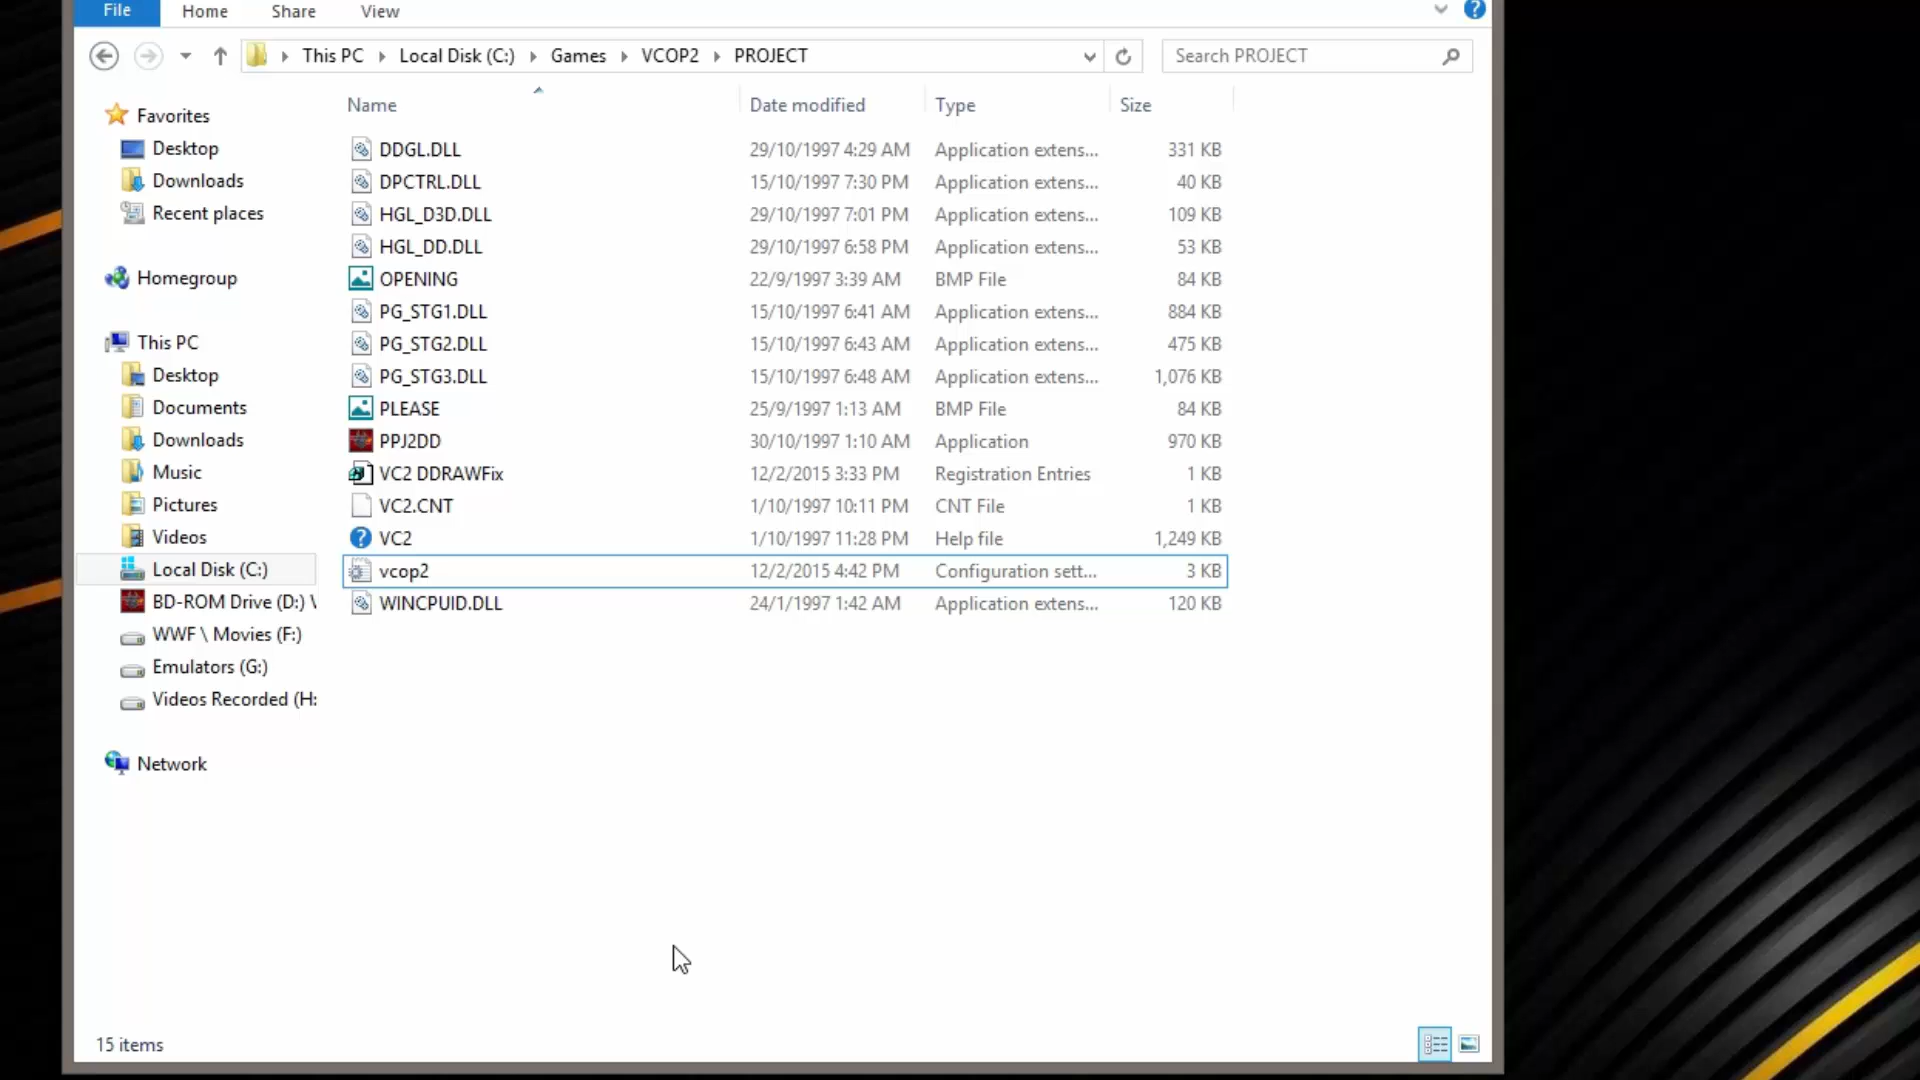 File Home Share View
This PC Local Disk (C:) Games VCOP2 PROJECT
Search PROJECT
Name Date modified Type Size
Favorites
Desktop
Downloads
Recent places
Homegroup
This PC
Desktop
Documents
Downloads
Music
Pictures
Videos
Local Disk (C:)
BD-ROM Drive (D:) \
WWF \ Movies (F:)
Emulators (G:)
Videos Recorded (H:
Network
DDGL.DLL 29/10/1997 4:29 AM Application extens... 331 KB
DPCTRL.DLL 15/10/1997 7:30 PM Application extens... 40 KB
HGL_D3D.DLL 29/10/1997 7:01 PM Application extens... 109 KB
HGL_DD.DLL 29/10/1997 6:58 PM Application extens... 53 KB
OPENING 22/9/1997 3:39 AM BMP File 84 KB
PG_STG1.DLL 15/10/1997 6:41 AM Application extens... 884 KB
PG_STG2.DLL 15/10/1997 6:43 AM Application extens... 475 KB
PG_STG3.DLL 15/10/1997 6:48 AM Application extens... 1,076 KB
PLEASE 25/9/1997 1:13 AM BMP File 84 KB
PPJ2DD 30/10/1997 1:10 AM Application 970 KB
VC2 DDRAWFix 12/2/2015 3:33 PM Registration Entries 1 KB
VC2.CNT 1/10/1997 10:11 PM CNT File 1 KB
VC2 1/10/1997 11:28 PM Help file 1,249 KB
vcop2 12/2/2015 4:42 PM Configuration sett... 3 KB
WINCPUID.DLL 24/1/1997 1:42 AM Application extens... 120 KB
15 items